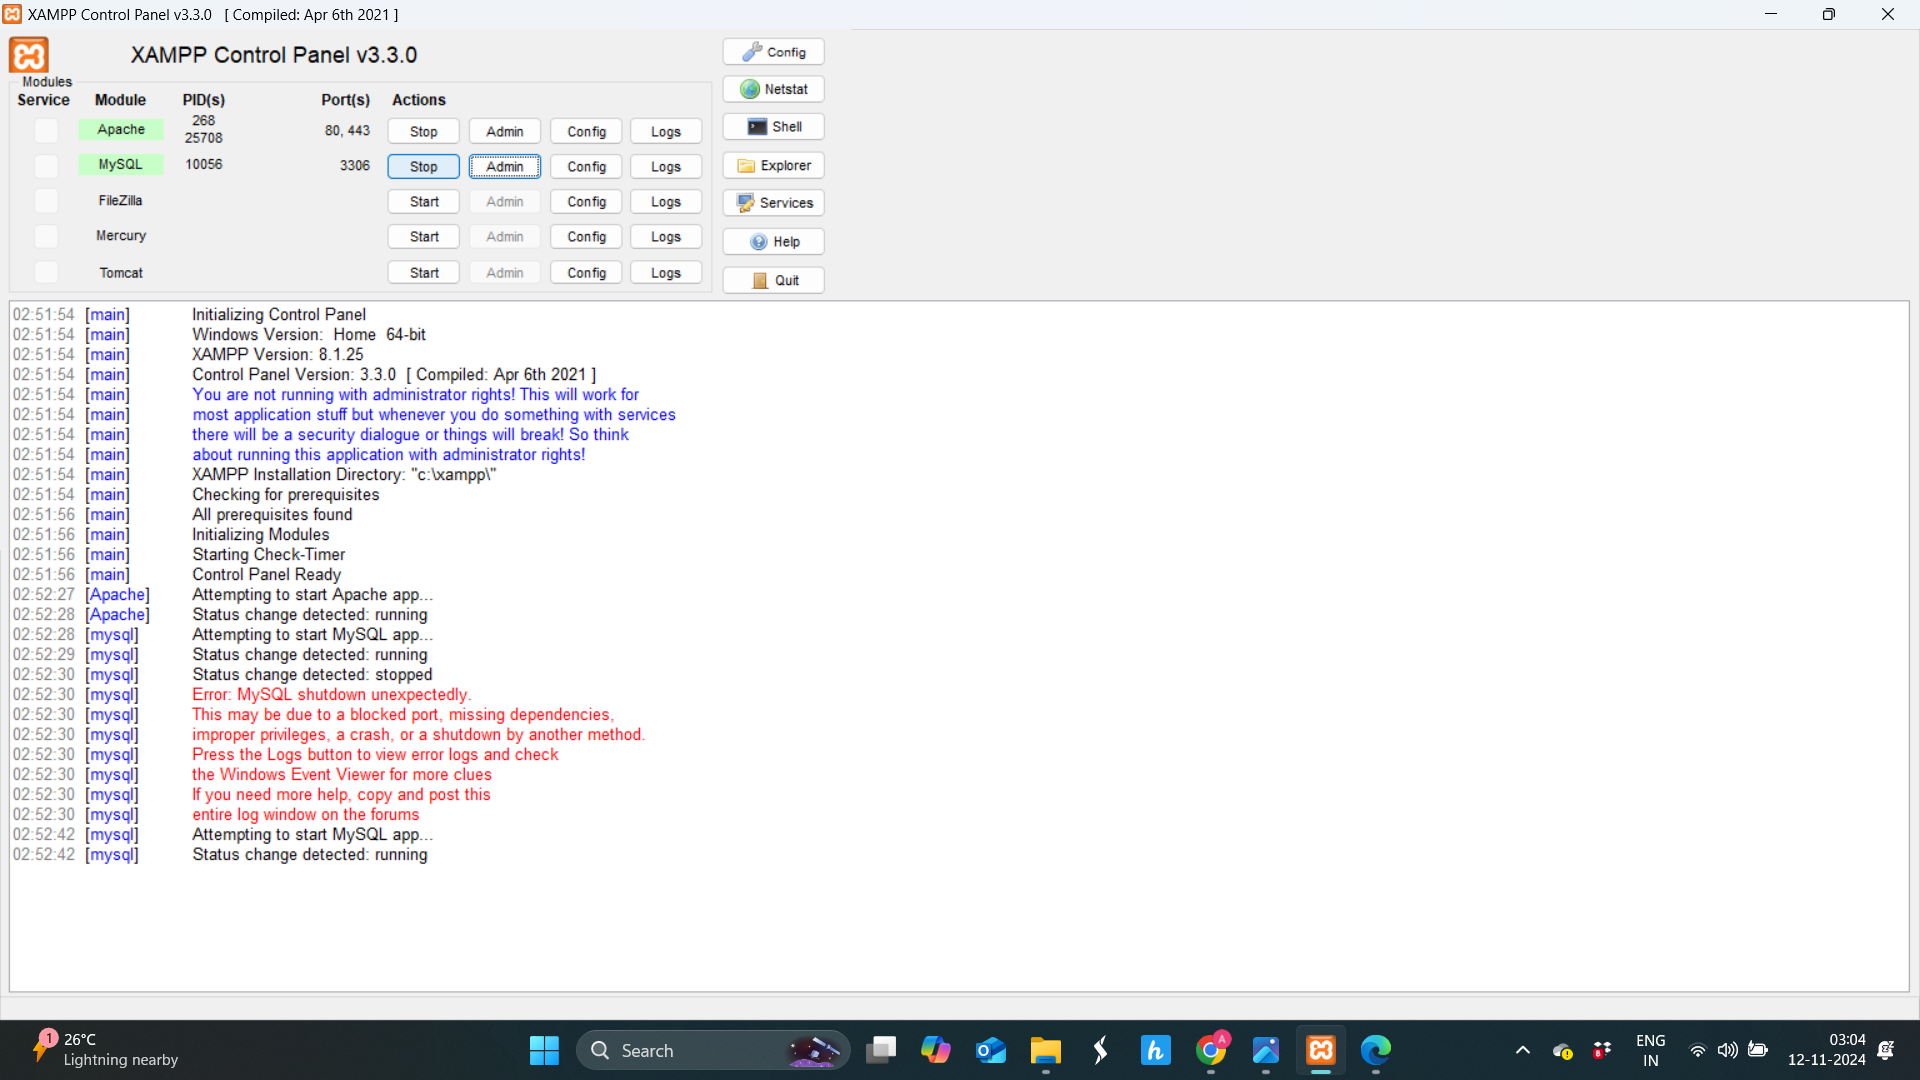 XAMPP Control Panel v3.3.0 [ Compiled: Apr 6th 2021 ]
XAMPP Control Panel v3.3.0
Config
Modules
Service Module PID(s) Port(s) Actions
Netstat
Apache 268 25708 80, 443 Stop Admin Config Logs
Shell
MySQL 10056 3306 Stop Admin Config Logs
Explorer
FileZilla Start Admin Config Logs
Services
Mercury Start Admin Config Logs
Help
Tomcat Start Admin Config Logs
Quit
02:51:54 [main] Initializing Control Panel
02:51:54 [main] Windows Version: Home 64-bit
02:51:54 [main] XAMPP Version: 8.1.25
02:51:54 [main] Control Panel Version: 3.3.0 [ Compiled: Apr 6th 2021 ]
02:51:54 [main] You are not running with administrator rights! This will work for
02:51:54 [main] most application stuff but whenever you do something with services
02:51:54 [main] there will be a security dialogue or things will break! So think
02:51:54 [main] about running this application with administrator rights!
02:51:54 [main] XAMPP Installation Directory: "c:\xampp\"
02:51:54 [main] Checking for prerequisites
02:51:56 [main] All prerequisites found
02:51:56 [main] Initializing Modules
02:51:56 [main] Starting Check-Timer
02:51:56 [main] Control Panel Ready
02:52:27 [Apache] Attempting to start Apache app...
02:52:28 [Apache] Status change detected: running
02:52:28 [mysql] Attempting to start MySQL app...
02:52:29 [mysql] Status change detected: running
02:52:30 [mysql] Status change detected: stopped
02:52:30 [mysql] Error: MySQL shutdown unexpectedly.
02:52:30 [mysql] This may be due to a blocked port, missing dependencies,
02:52:30 [mysql] improper privileges, a crash, or a shutdown by another method.
02:52:30 [mysql] Press the Logs button to view error logs and check
02:52:30 [mysql] the Windows Event Viewer for more clues
02:52:30 [mysql] If you need more help, copy and post this
02:52:30 [mysql] entire log window on the forums
02:52:42 [mysql] Attempting to start MySQL app...
02:52:42 [mysql] Status change detected: running
1
26°C
Lightning nearby
Search
h
A
8
ENG
IN
03:04
12-11-2024